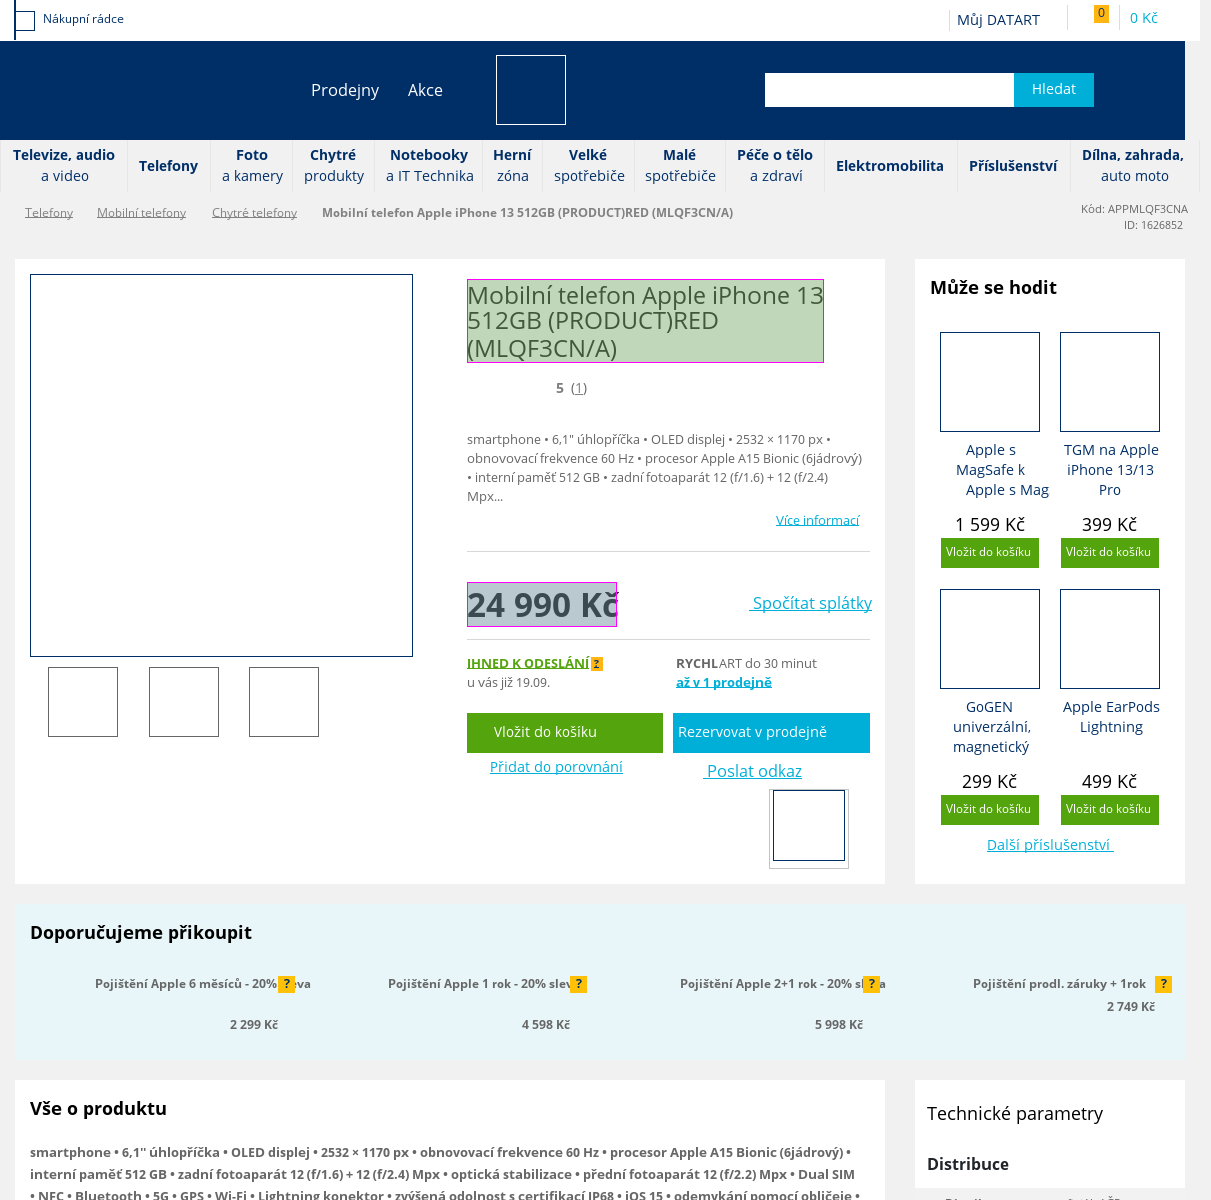 Nákupní rádce
Můj DATART
0
0 Kč
Prodejny
Akce
Hledat
Televize, audio
a video
Telefony
Foto
a kamery
Chytré
produkty
Notebooky
a IT Technika
Herní
zóna
Velké
spotřebiče
Malé
spotřebiče
Péče o tělo
a zdraví
Elektromobilita
Příslušenství
Dílna, zahrada,
auto moto
Telefony
Mobilní telefony
Chytré telefony
Mobilní telefon Apple iPhone 13 512GB (PRODUCT)RED (MLQF3CN/A)
Kód: APPMLQF3CNA
ID: 1626852
Mobilní telefon Apple iPhone 13
512GB (PRODUCT)RED
(MLQF3CN/A)
5 (1)
smartphone • 6,1" úhlopříčka • OLED displej • 2532 × 1170 px •
obnovovací frekvence 60 Hz • procesor Apple A15 Bionic (6jádrový)
• interní paměť 512 GB • zadní fotoaparát 12 (f/1.6) + 12 (f/2.4)
Mpx...
Více informací
24 990 Kč
Spočítat splátky
IHNED K ODESLÁNÍ ?
u vás již 19.09.
RYCHLART do 30 minut
až v 1 prodejně
Vložit do košíku
Rezervovat v prodejně
Přidat do porovnání
Poslat odkaz
Může se hodit
Apple s
MagSafe k
Apple s Mag
1 599 Kč
Vložit do košíku
TGM na Apple
iPhone 13/13
Pro
399 Kč
Vložit do košíku
GoGEN
univerzální,
magnetický
299 Kč
Vložit do košíku
Apple EarPods
Lightning
499 Kč
Vložit do košíku
Další příslušenství
Doporučujeme přikoupit
Pojištění Apple 6 měsíců - 20% ?
2 299 Kč
Pojištění Apple 1 rok - 20% ?
4 598 Kč
Pojištění Apple 2+1 rok - 20% ?
5 998 Kč
Pojištění prodl. záruky + 1rok ?
2 749 Kč
Vše o produktu
smartphone • 6,1" úhlopříčka • OLED displej • 2532 × 1170 px • obnovovací frekvence 60 Hz • procesor Apple A15 Bionic (6jádrový) •
interní paměť 512 GB • zadní fotoaparát 12 (f/1.6) + 12 (f/2.4) Mpx • optická stabilizace • přední fotoaparát 12 (f/2.2) Mpx • Dual SIM
• NFC • Bluetooth • 5G • GPS • Wi-Fi • Lightning konektor • zvýšená odolnost s certifikací IP68 • iOS 15 • odemykání pomocí obličeje •
Technické parametry
Distribuce